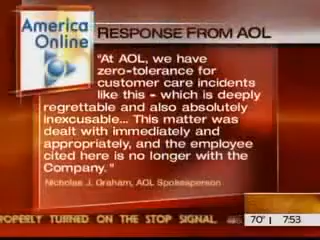 America
Online
RESPONSE FROM AOL
"At AOL, we have
zero-tolerance for
customer care incidents
like this - which is deeply
regrettable and also absolutely
inexcusable... This matter was
dealt with immediately and
appropriately, and the employee
cited here is no longer with the
Company."
Nicholas J. Graham, AOL Spokesperson
ROPERLY TURNED ON THE STOP SIGNAL.
70° 7:53